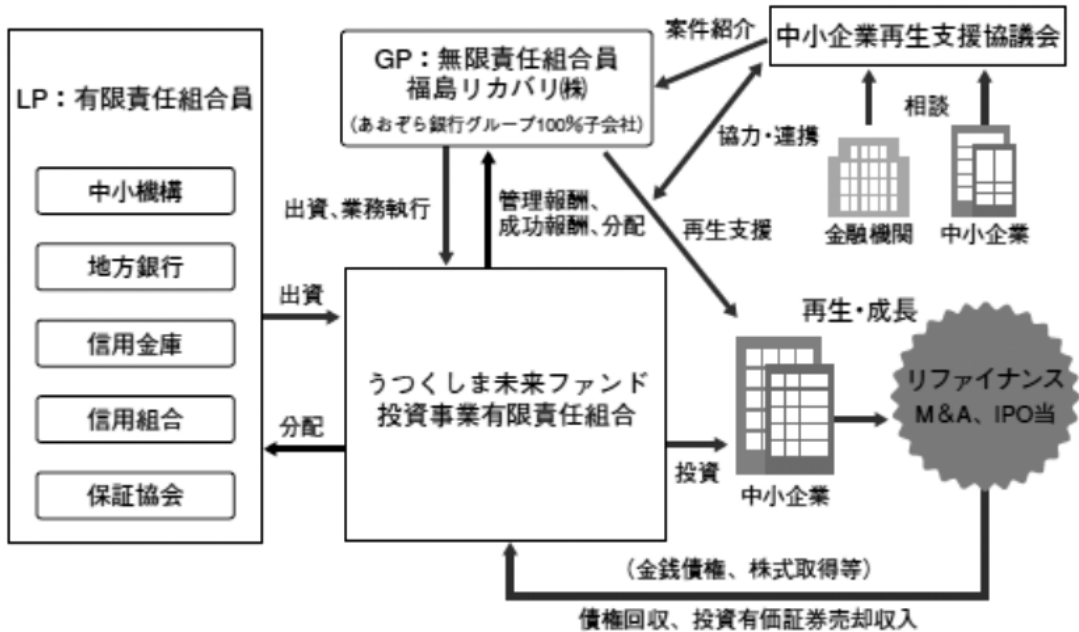 LP：有限責任組合員
中小機構
地方銀行
信用金庫
信用組合
保証協会
GP：無限責任組合員
福島リカバリ㈱
(あおぞら銀行グループ100%子会社)
案件紹介
中小企業再生支援協議会
協力・連携
相談
金融機関
中小企業
出資、業務執行
管理報酬、
成功報酬、分配
再生支援
出資
分配
うつくしま未来ファンド
投資事業有限責任組合
投資
中小企業
再生・成長
リファイナンス
M&A、IPO当
(金銭債権、株式取得等)
債権回収、投資有価証券売却収入